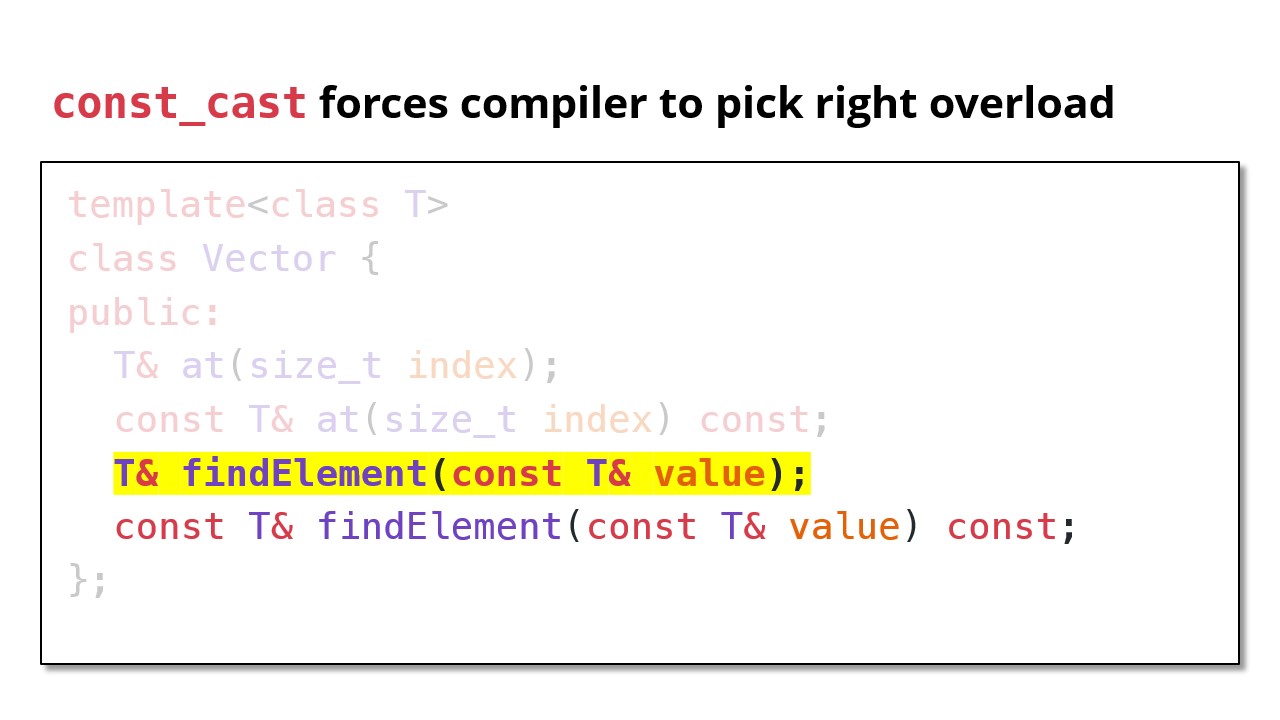 const_cast forces compiler to pick right overload
template<class T>
class Vector {
public:
  T& at(size_t index);
  const T& at(size_t index) const;
  T& findElement(const T& value);
  const T& findElement(const T& value) const;
};